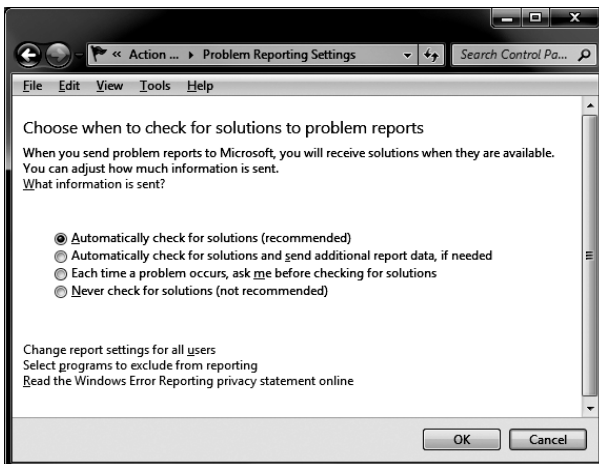 « Action ... ▸ Problem Reporting Settings
Search Control Pa...
File Edit View Tools Help
Choose when to check for solutions to problem reports
When you send problem reports to Microsoft, you will receive solutions when they are available.
You can adjust how much information is sent.
What information is sent?
Automatically check for solutions (recommended)
Automatically check for solutions and send additional report data, if needed
Each time a problem occurs, ask me before checking for solutions
Never check for solutions (not recommended)
Change report settings for all users
Select programs to exclude from reporting
Read the Windows Error Reporting privacy statement online
OK Cancel